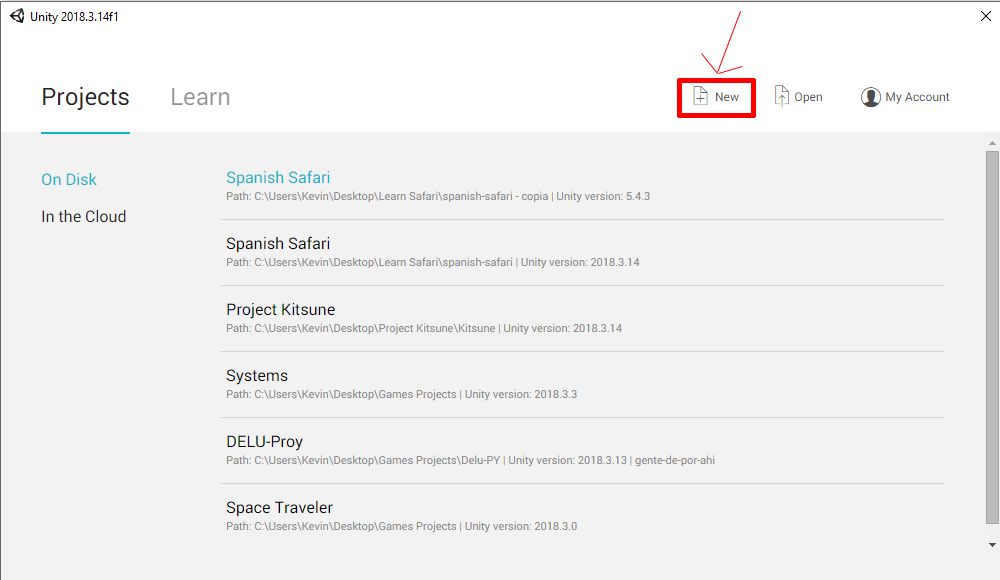 Unity 2018.3.14f1
Projects
Learn
New
Open
My Account
On Disk
In the Cloud
Spanish Safari
Path: C:\Users\Kevin\Desktop\Learn Safari\spanish-safari - copia | Unity version: 5.4.3
Spanish Safari
Path: C:\Users\Kevin\Desktop\Learn Safari\spanish-safari | Unity version: 2018.3.14
Project Kitsune
Path: C:\Users\Kevin\Desktop\Project Kitsune\Kitsune | Unity version: 2018.3.14
Systems
Path: C:\Users\Kevin\Desktop\Games Projects | Unity version: 2018.3.3
DELU-Proy
Path: C:\Users\Kevin\Desktop\Games Projects\Delu-PY | Unity version: 2018.3.13 | gente-de-por-ahi
Space Traveler
Path: C:\Users\Kevin\Desktop\Games Projects | Unity version: 2018.3.0